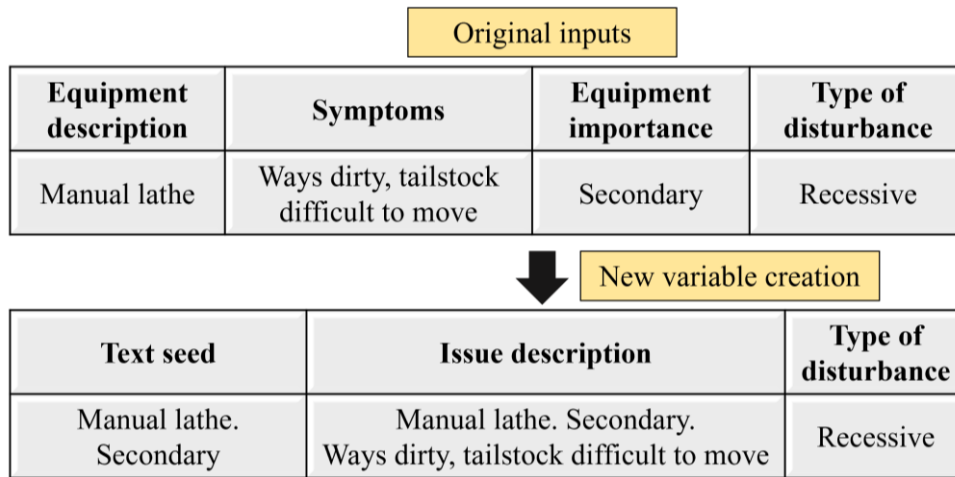 Original inputs
Equipment description
Symptoms
Equipment importance
Type of disturbance
Manual lathe
Ways dirty, tailstock
difficult to move
Secondary
Recessive
New variable creation
Text seed
Issue description
Type of disturbance
Manual lathe.
Secondary
Manual lathe. Secondary.
Ways dirty, tailstock difficult to move
Recessive